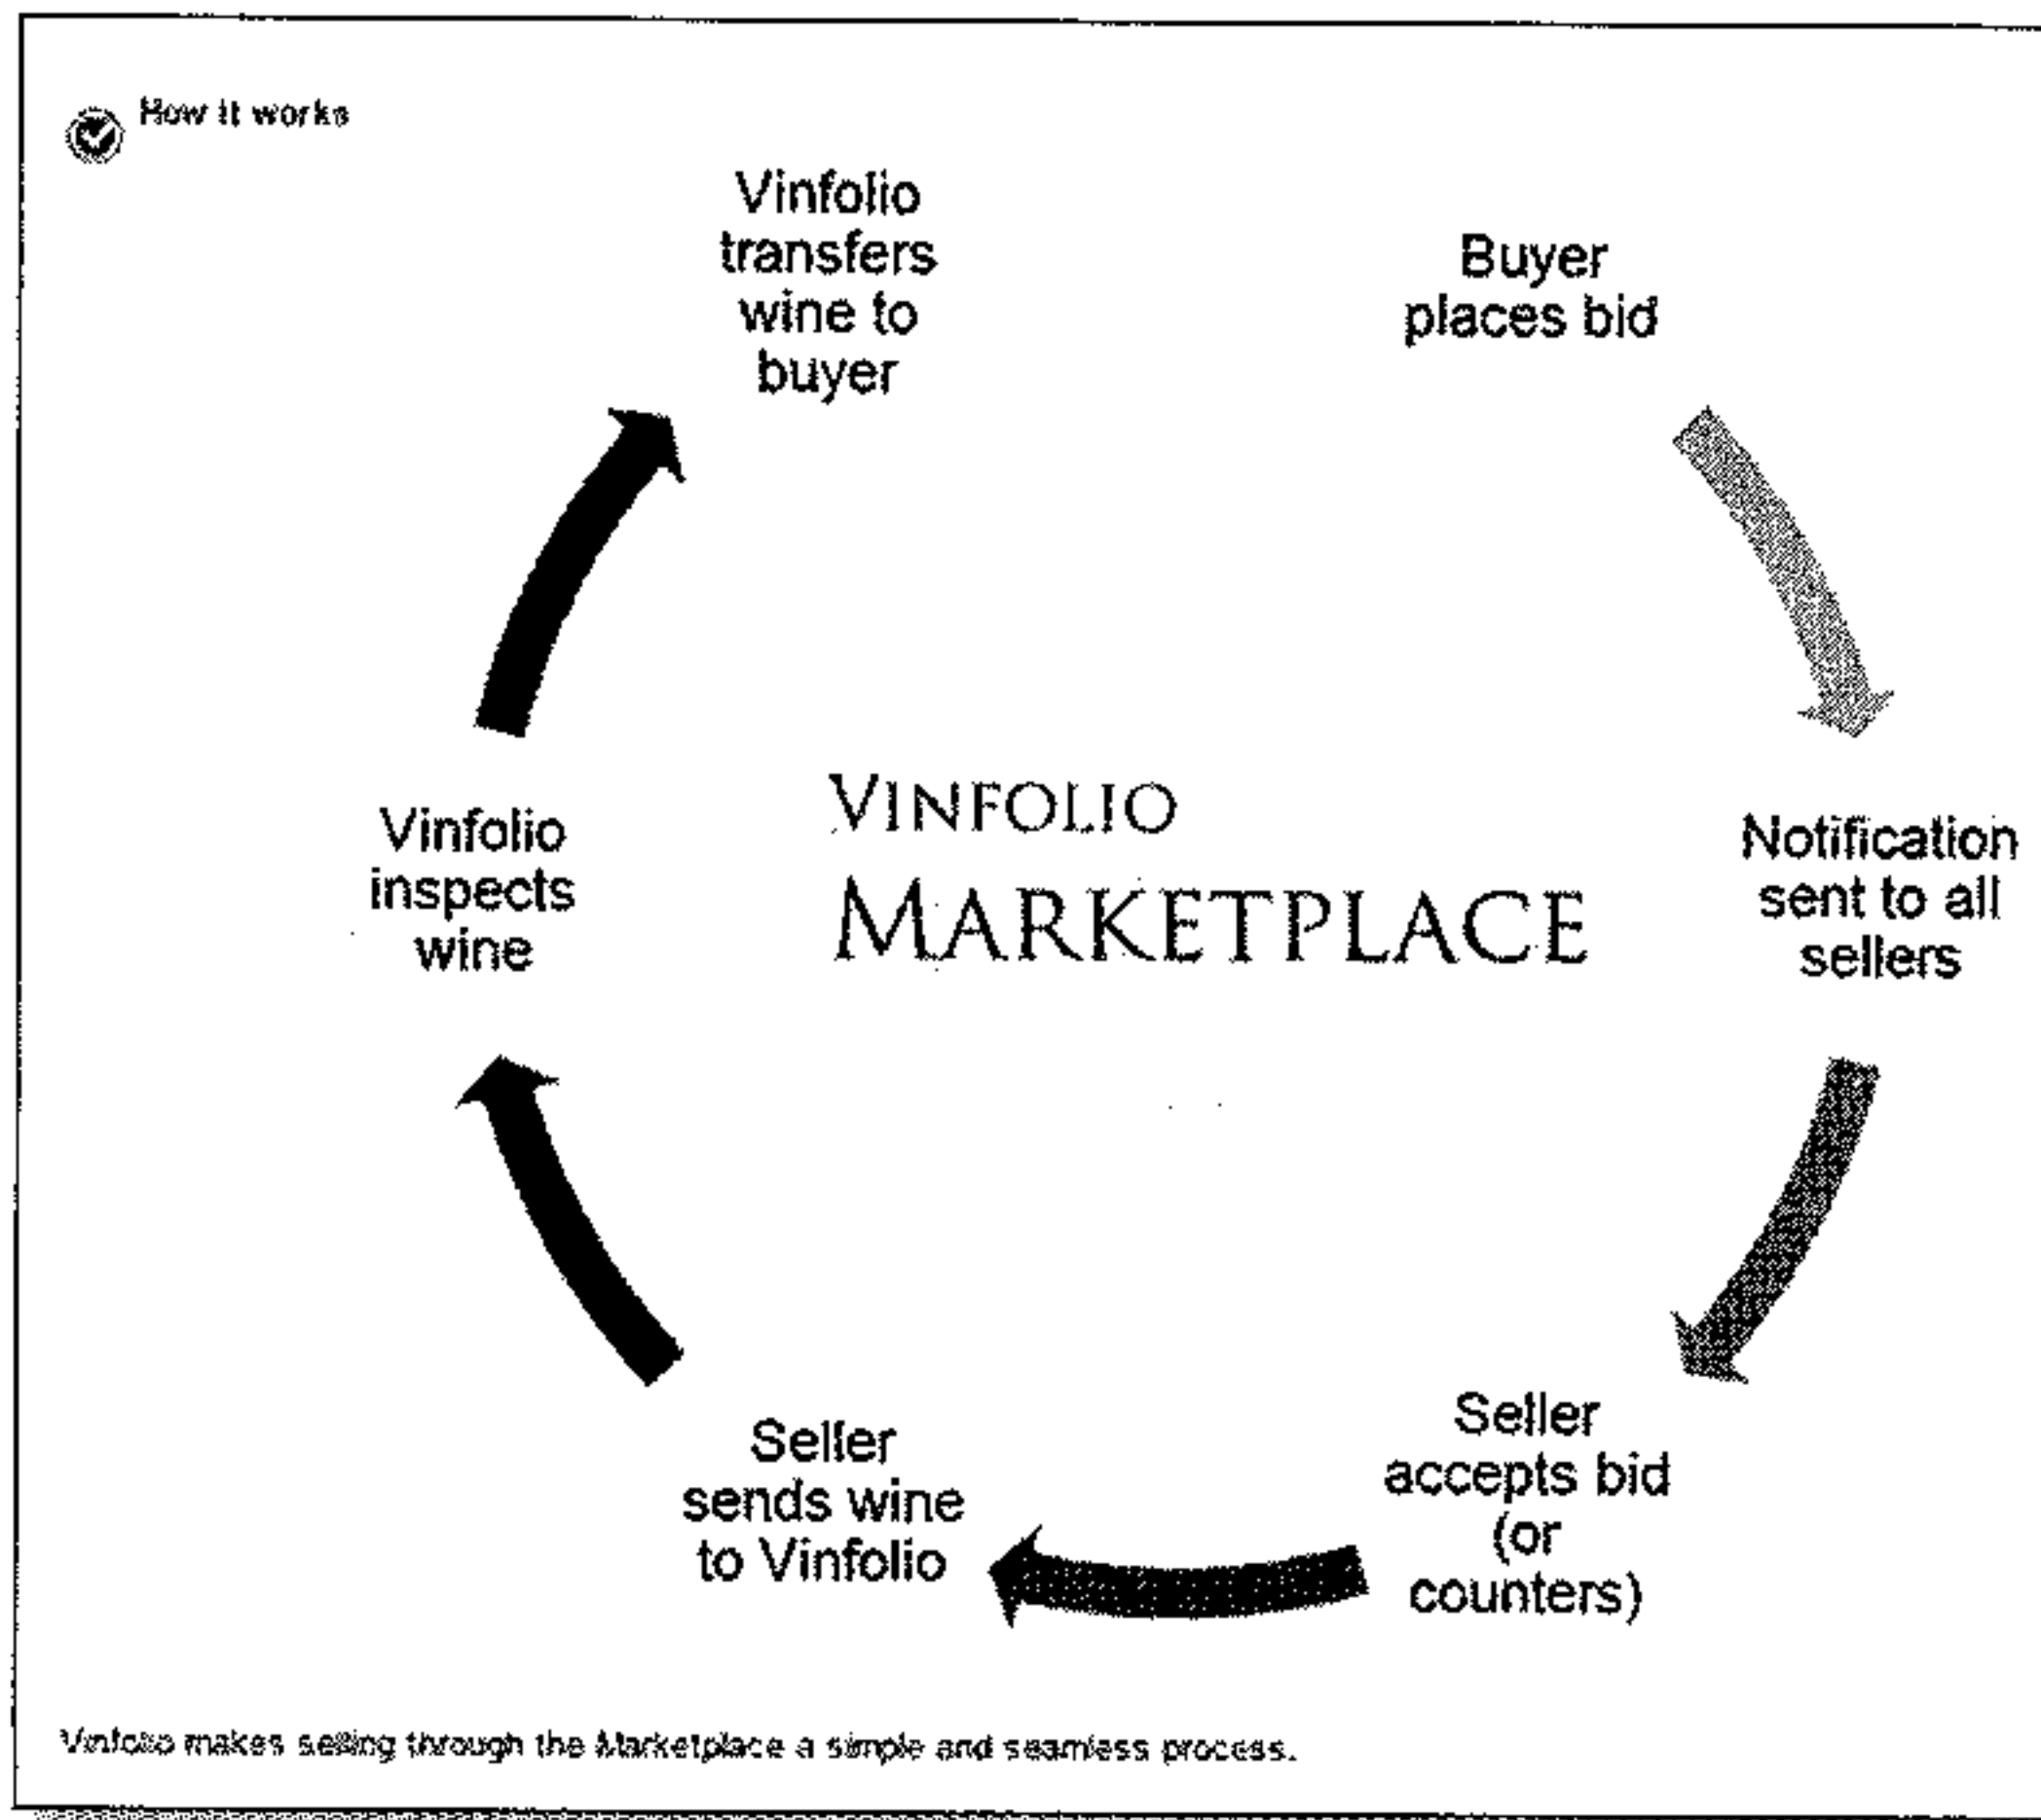 How it works
Vinfolio
transfers
wine to
buyer
Buyer
places bid
Notification
sent to all
sellers
Seller
accepts bid
(or
counters)
Seller
sends wine
to Vinfolio
Vinfolio
inspects
wine
VINFOLIO
MARKETPLACE
Vinfolio makes selling through the Marketplace a simple and seamless process.